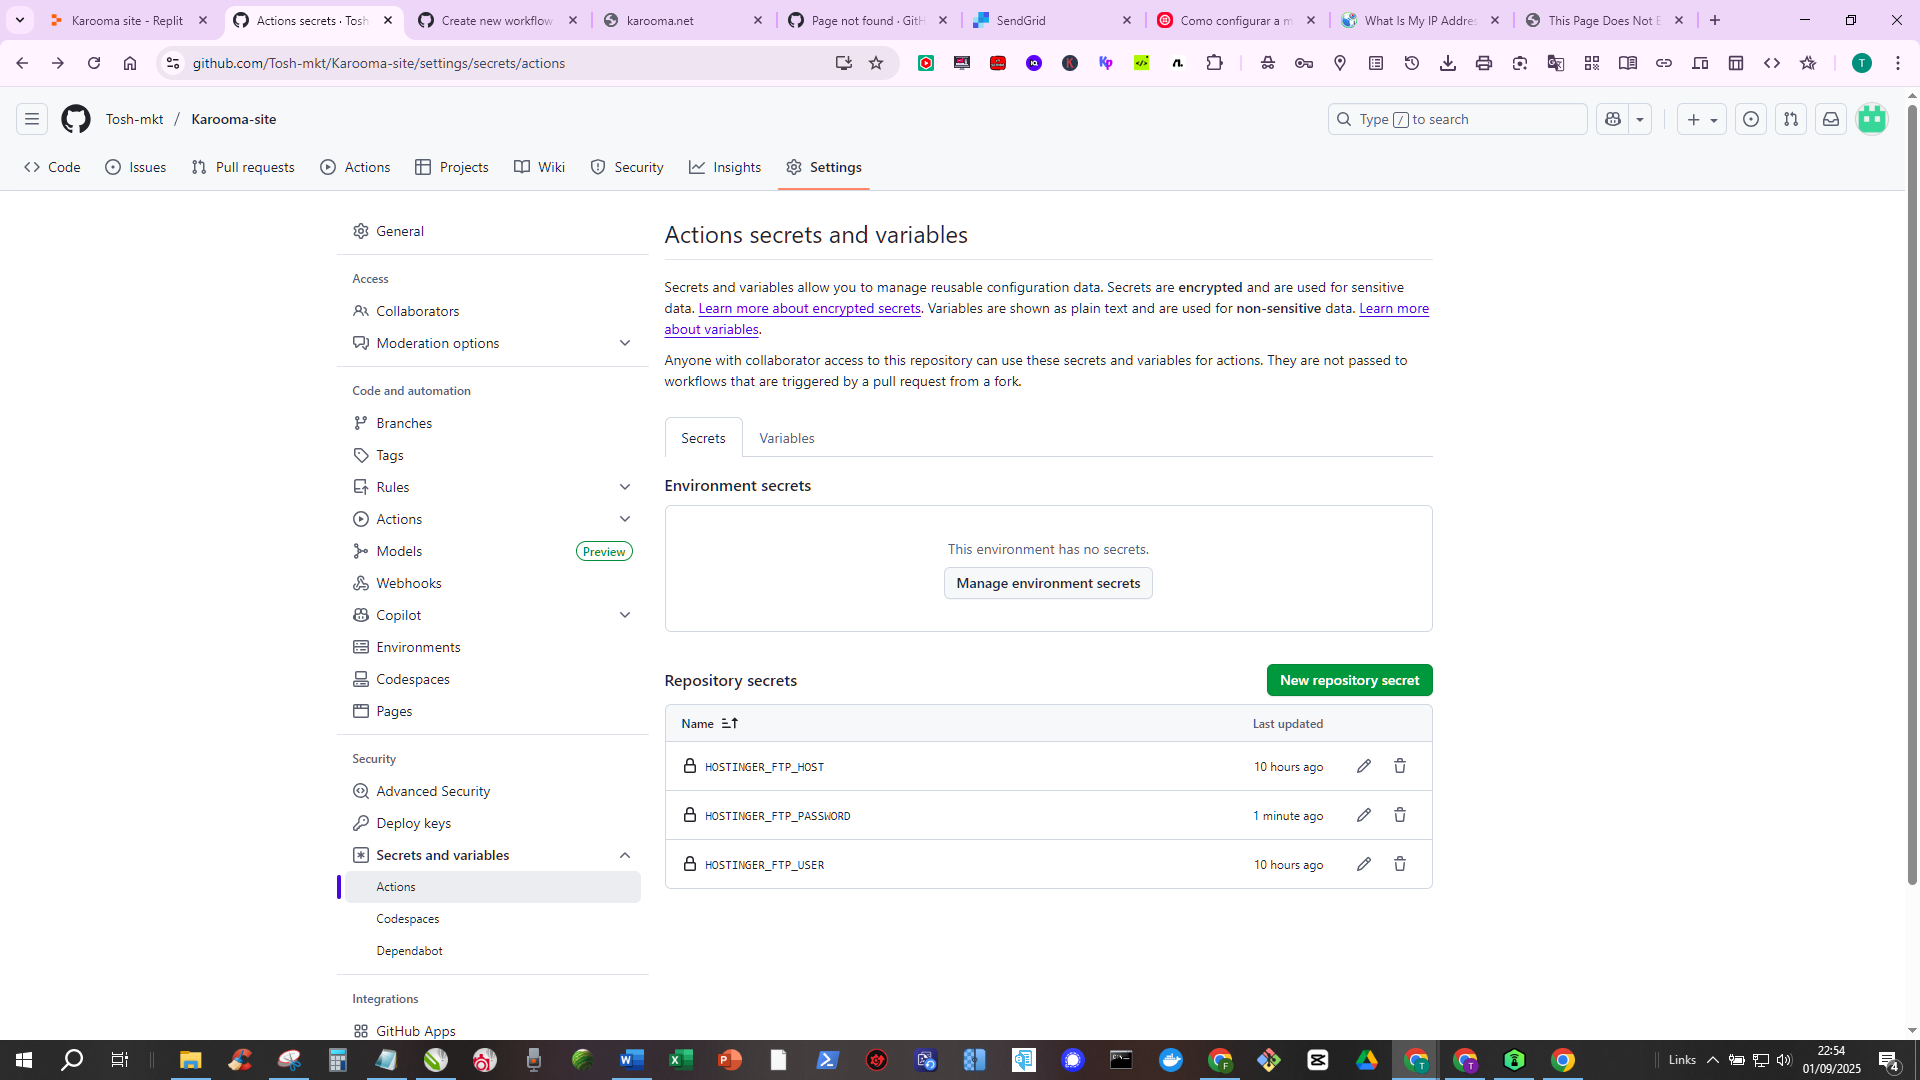 Karooma site - Replit
Actions secrets · Tosh
Create new workflow
karooma.net
Page not found · GitH
SendGrid
Como configurar a m
What Is My IP Addres
This Page Does Not E
github.com/Tosh-mkt/Karooma-site/settings/secrets/actions
Tosh-mkt / Karooma-site
Type / to search
Code
Issues
Pull requests
Actions
Projects
Wiki
Security
Insights
Settings
General
Access
Collaborators
Moderation options
Code and automation
Branches
Tags
Rules
Actions
Models
Preview
Webhooks
Copilot
Environments
Codespaces
Pages
Security
Advanced Security
Deploy keys
Secrets and variables
Actions
Codespaces
Dependabot
Integrations
GitHub Apps
Actions secrets and variables
Secrets and variables allow you to manage reusable configuration data. Secrets are encrypted and are used for sensitive
data. Learn more about encrypted secrets. Variables are shown as plain text and are used for non-sensitive data. Learn more
about variables.
Anyone with collaborator access to this repository can use these secrets and variables for actions. They are not passed to
workflows that are triggered by a pull request from a fork.
Secrets
Variables
Environment secrets
This environment has no secrets.
Manage environment secrets
Repository secrets
New repository secret
Name
Last updated
HOSTINGER_FTP_HOST
10 hours ago
HOSTINGER_FTP_PASSWORD
1 minute ago
HOSTINGER_FTP_USER
10 hours ago
Links
22:54
01/09/2025
4